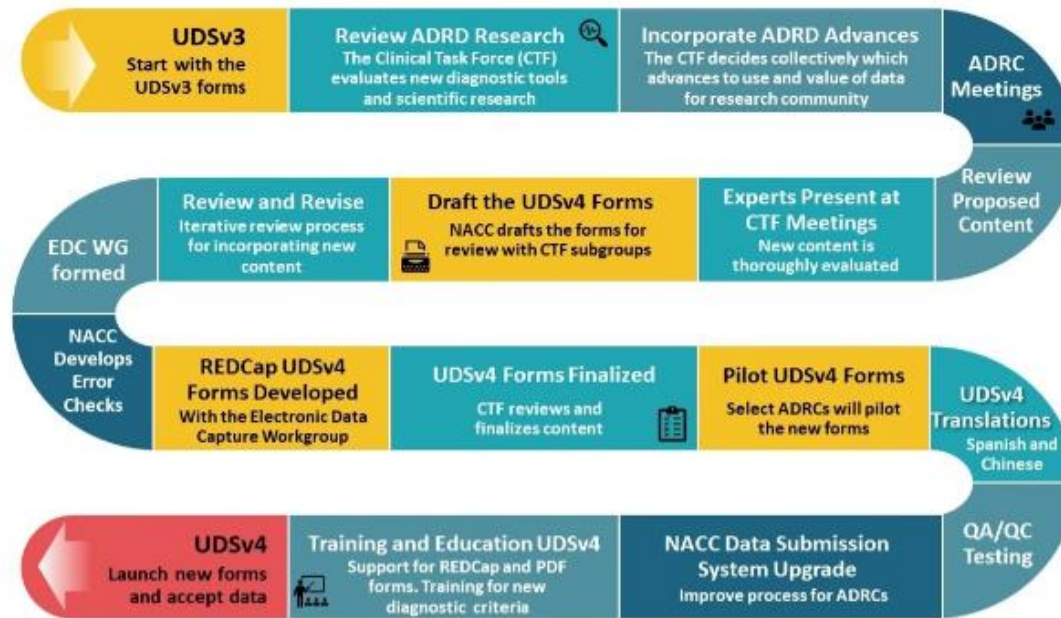 UDSv3
Start with the
UDSv3 forms
Review ADRD Research
The Clinical Task Force (CTF)
evaluates new diagnostic tools
and scientific research
Incorporate ADRD Advances
The CTF decides collectively which
advances to use and value of data
for research community
ADRC
Meetings
Review
Proposed
Content
Experts Present at
CTF Meetings
New content is
thoroughly evaluated
Draft the UDSv4 Forms
NACC drafts the forms for
review with CTF subgroups
Review and Revise
Iterative review process
for incorporating new
content
EDC WG
formed
NACC
Develops
Error
Checks
REDCap UDSv4
Forms Developed
With the Electronic Data
Capture Workgroup
UDSv4 Forms Finalized
CTF reviews and
finalizes content
Pilot UDSv4 Forms
Select ADRCs will pilot
the new forms
UDSv4
Translations
Spanish and
Chinese
QA/QC
Testing
NACC Data Submission
System Upgrade
Improve process for ADRCs
Training and Education UDSv4
Support for REDCap and PDF
forms. Training for new
diagnostic criteria
UDSv4
Launch new forms
and accept data